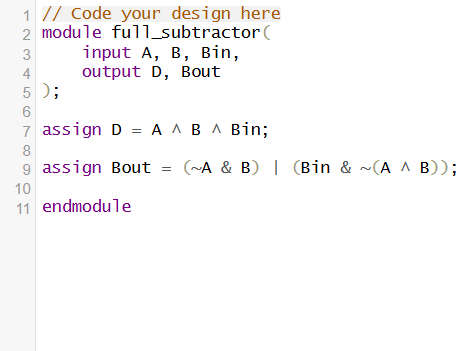 1 // Code your design here
2 module full_subtractor(
3     input A, B, Bin,
4     output D, Bout
5 );
6
7 assign D = A ^ B ^ Bin;
8
9 assign Bout = (~A & B) | (Bin & ~(A ^ B));
10
11 endmodule